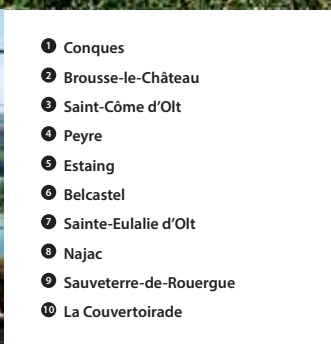 1 Conques
2 Brousse-le-Château
3 Saint-Côme d'Olt
4 Peyre
5 Estaing
6 Belcastel
7 Sainte-Eulalie d'Olt
8 Najac
9 Sauveterre-de-Rouergue
10 La Couvertoirade